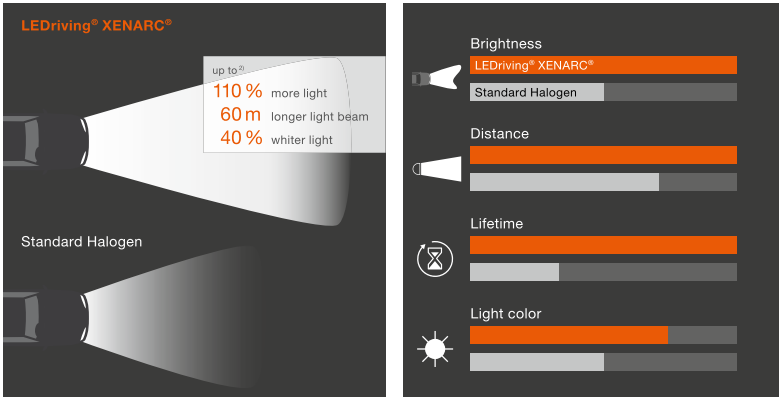 LEDriving® XENARC®
up to 2)
110 % more light
60 m longer light beam
40 % whiter light
Standard Halogen
Brightness
LEDriving® XENARC®
Standard Halogen
Distance
Lifetime
Light color